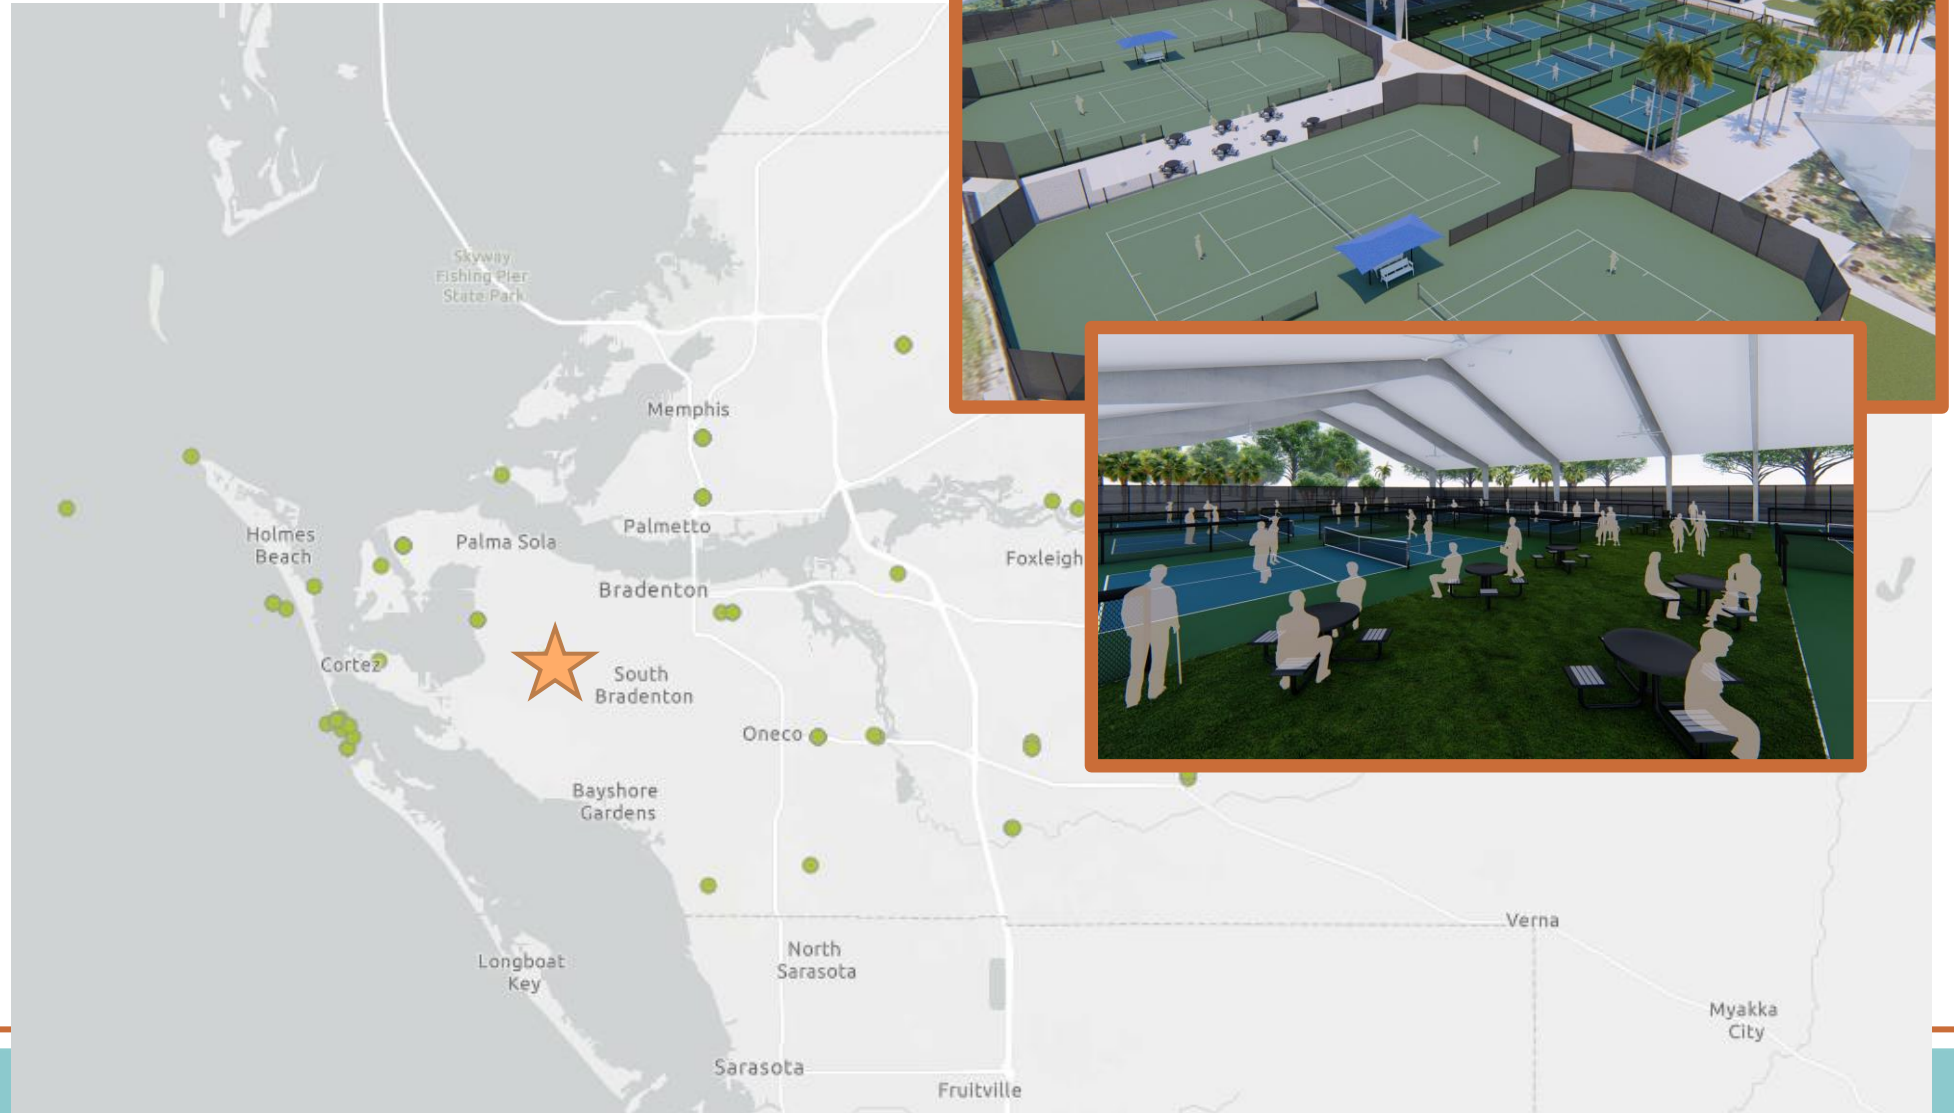 Skyway
Fishing Pier
State Park
Memphis
Holmes
Beach
Palma Sola
Palmetto
Foxleigh
Bradenton
Cortez
South
Bradenton
Oneco
Bayshore
Gardens
Verna
North
Sarasota
Longboat
Key
Myakka
City
Sarasota
Fruitville